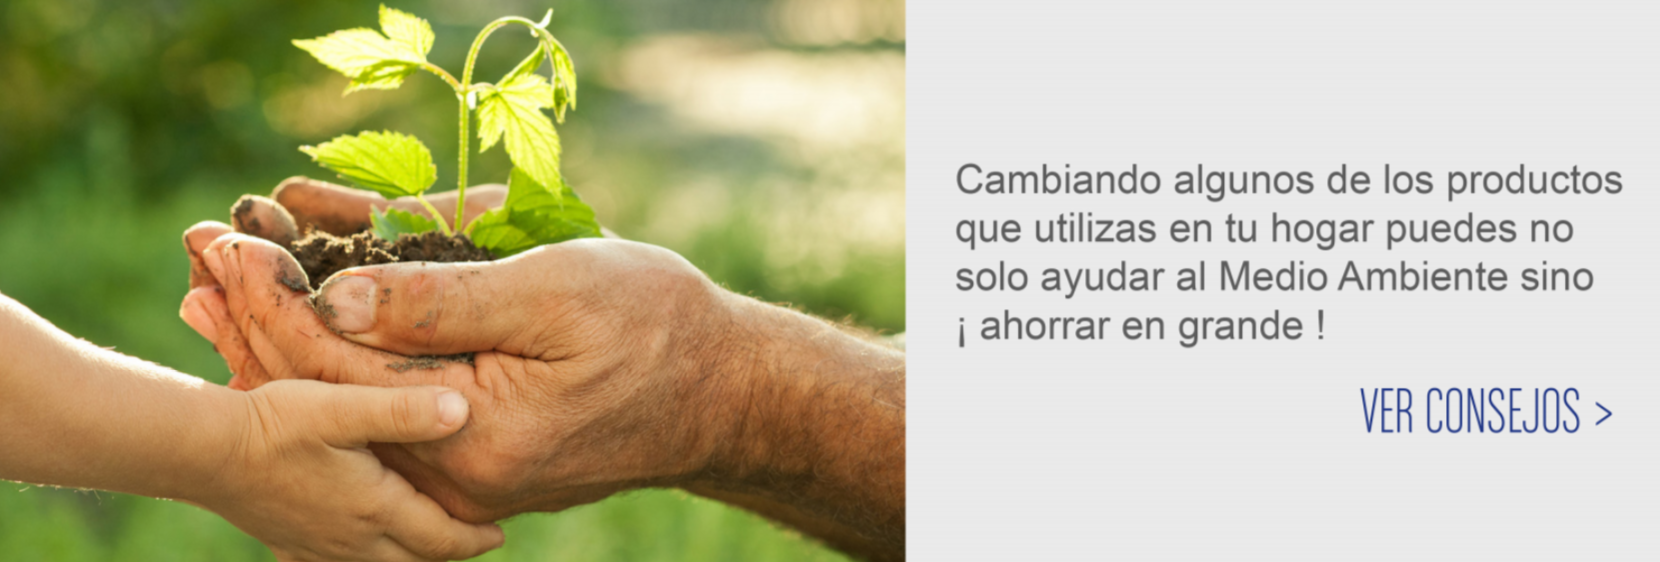 Cambiando algunos de los productos
que utilizas en tu hogar puedes no
solo ayudar al Medio Ambiente sino
¡ ahorrar en grande !
VER CONSEJOS >